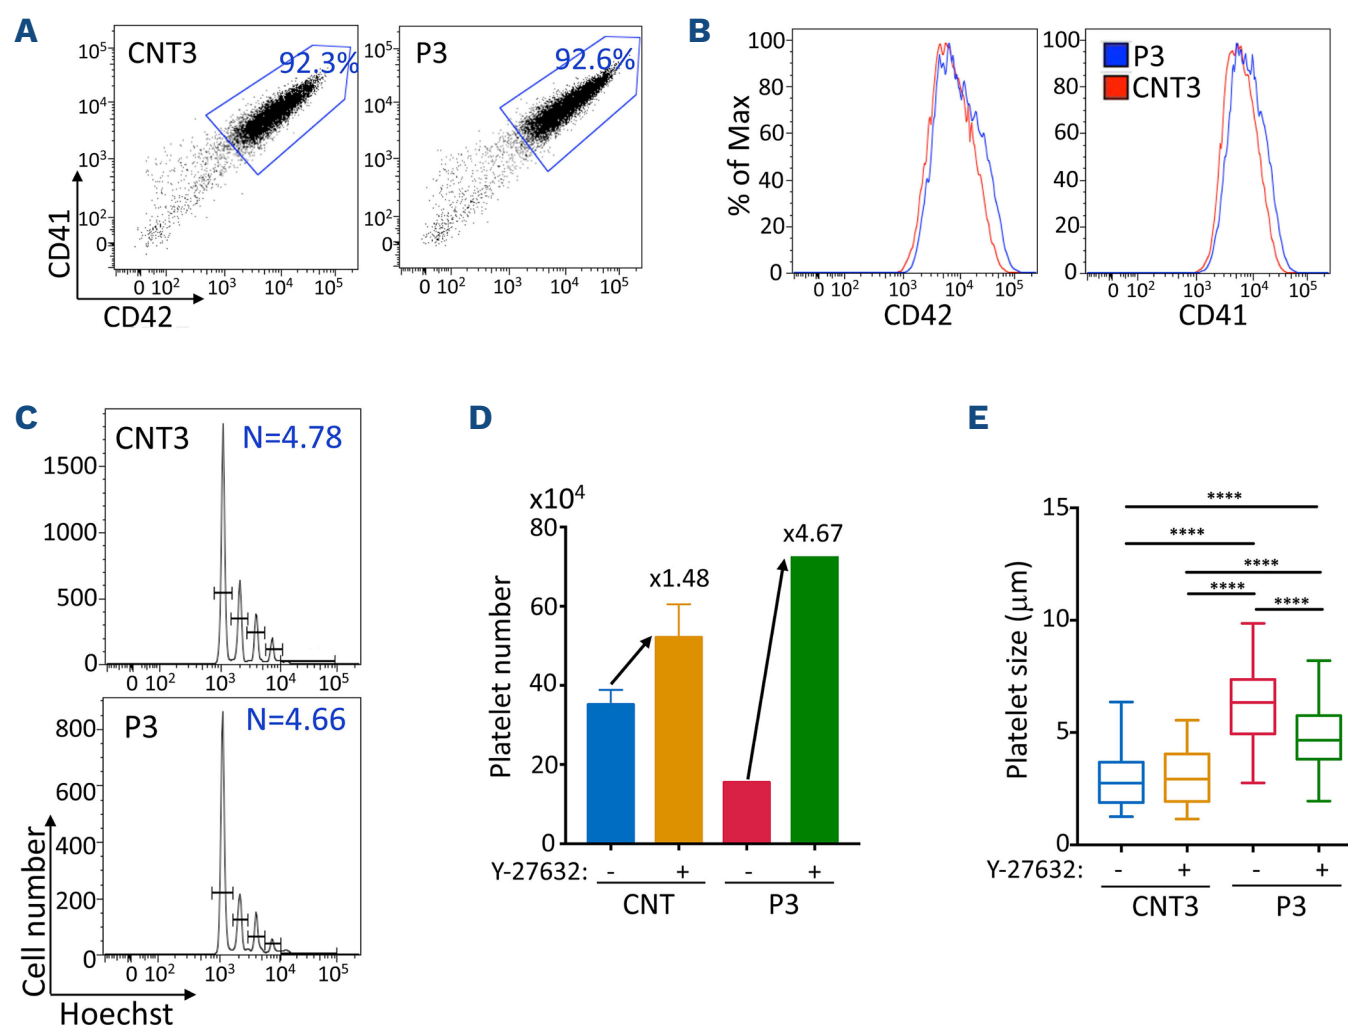 A
CNT3
92.3%
10⁵
10⁴
10³
10²
0
CD41
0 10² 10³ 10⁴ 10⁵
CD42
P3
92.6%
10⁵
10⁴
10³
10²
0
0 10² 10³ 10⁴ 10⁵
B
% of Max
100
80
60
40
20
0
0 10² 10³ 10⁴ 10⁵
CD42
100
80
60
40
20
0
P3
CNT3
0 10² 10³ 10⁴ 10⁵
CD41
C
CNT3
N=4.78
1500
1000
500
0
0 10² 10³ 10⁴ 10⁵
P3
N=4.66
800
600
400
200
0
0 10² 10³ 10⁴ 10⁵
Cell number
Hoechst
D
x10⁴
80
60
40
20
0
Platelet number
x1.48
x4.67
Y-27632: - + - +
CNT P3
E
15
10
5
0
Platelet size (μm)
****
****
****
****
****
Y-27632: - + - +
CNT3 P3